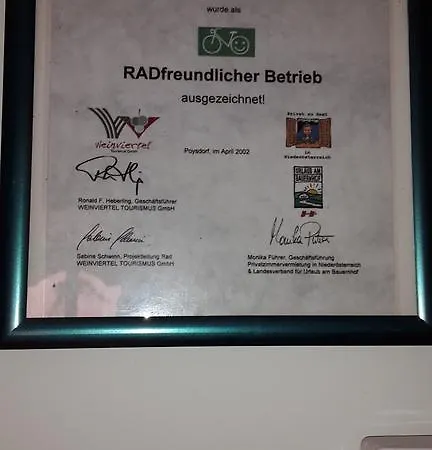 wurde als
RADfreundlicher Betrieb
ausgezeichnet!
Weinviertel
Tourismus GmbH
Poysdorf, im April 2002
Privat zu Gast
in
Niederösterreich
URLAUB AM
BAUERNHOF
Ronald F. Heberling, Geschäftsführer
WEINVIERTEL TOURISMUS GmbH
Sabine Schwenn, Projektleitung Rad
WEINVIERTEL TOURISMUS GmbH
Monika Führer, Geschäftsführung
Privatzimmervermietung in Niederösterreich
& Landesverband für Urlaub am Bauernhof